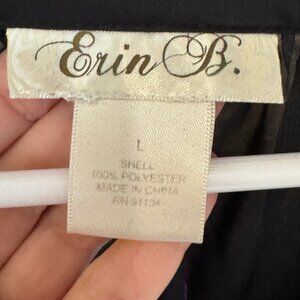 Erin B.
L
SHELL
100% POLYESTER
MADE IN CHINA
RN 91134